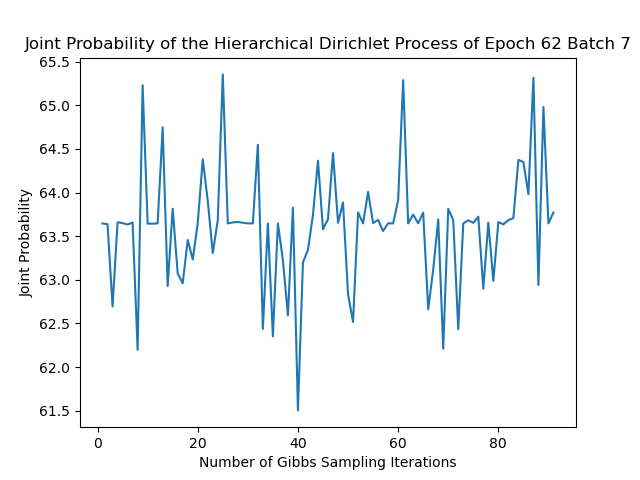 Joint Probability of the Hierarchical Dirichlet Process of Epoch 62 Batch 7
65.5
65.0
64.5
64.0
63.5
63.0
62.5
62.0
61.5
Joint Probability
0 20 40 60 80
Number of Gibbs Sampling Iterations